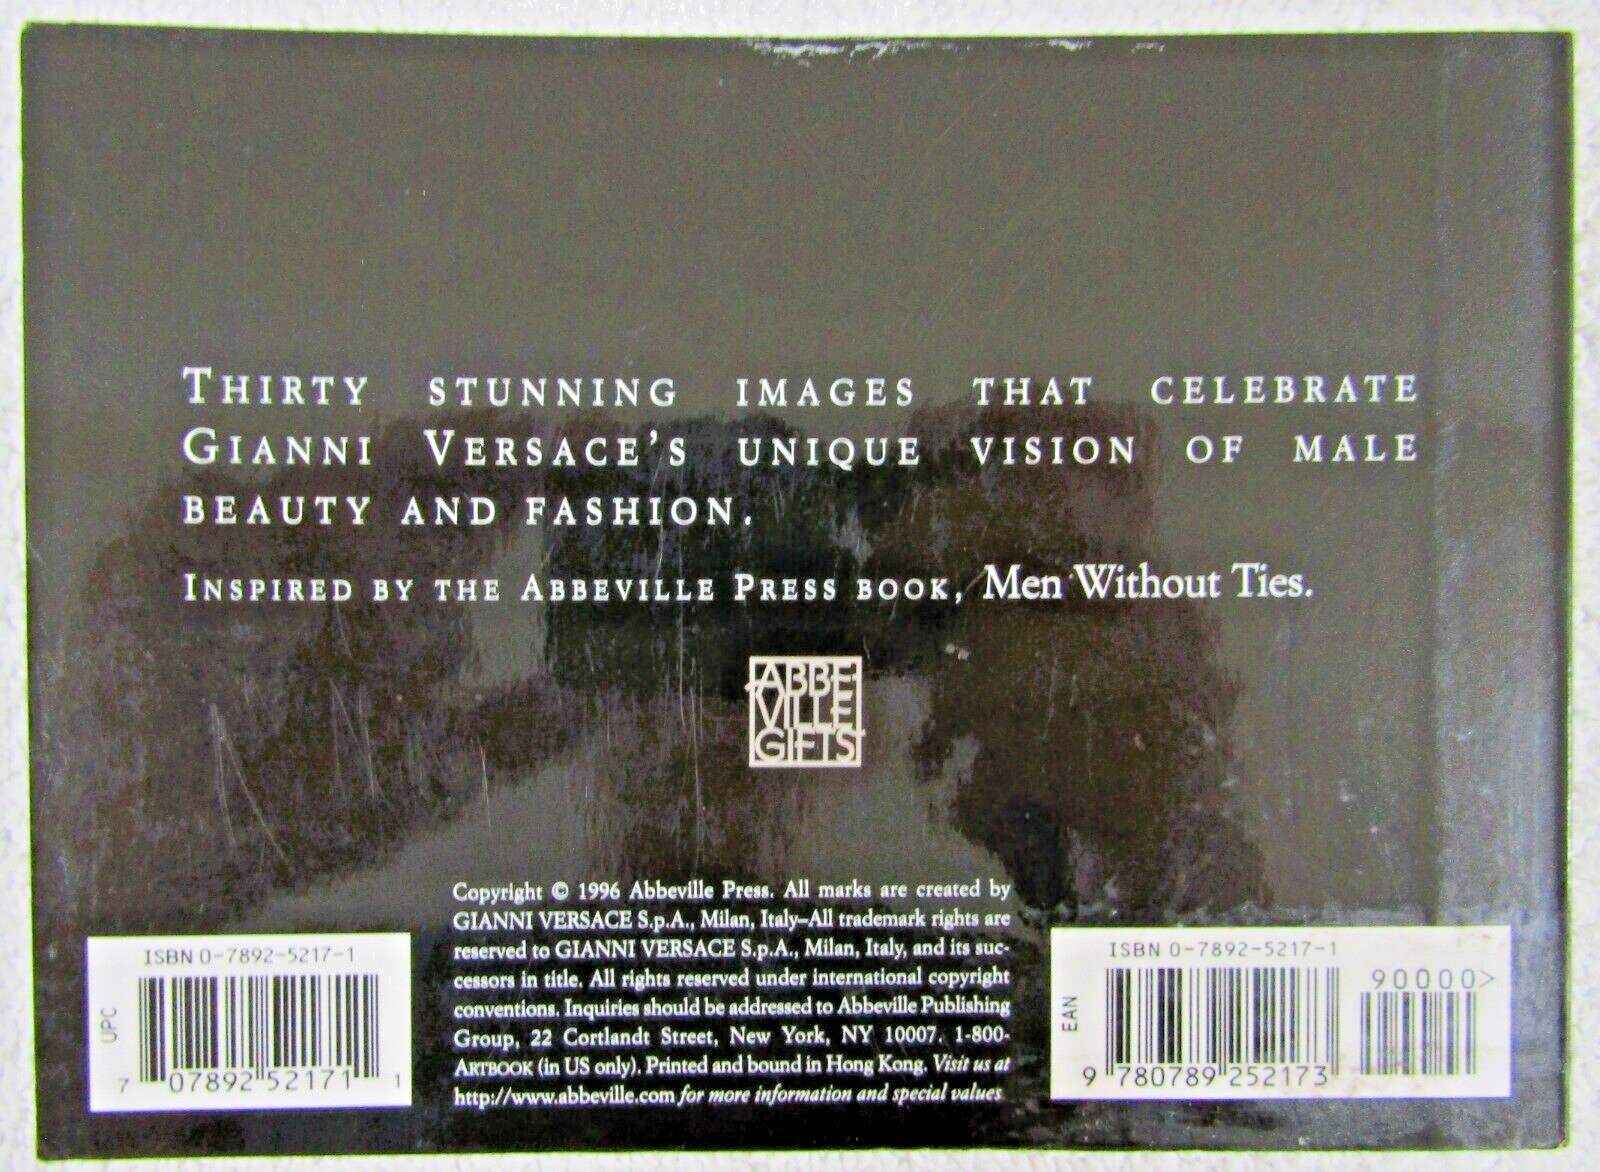 THIRTY STUNNING IMAGES THAT CELEBRATE
GIANNI VERSACE'S UNIQUE VISION OF MALE
BEAUTY AND FASHION.
INSPIRED BY THE ABBEVILLE PRESS BOOK, Men Without Ties.
ABBE
VILLE
GIFTS
Copyright © 1996 Abbeville Press. All marks are created by
GIANNI VERSACE S.p.A., Milan, Italy–All trademark rights are
reserved to GIANNI VERSACE S.p.A., Milan, Italy, and its suc-
cessors in title. All rights reserved under international copyright
conventions. Inquiries should be addressed to Abbeville Publishing
Group, 22 Cortlandt Street, New York, NY 10007. 1-800-
ARTBOOK (in US only). Printed and bound in Hong Kong. Visit us at
http://www.abbeville.com for more information and special values
ISBN 0-7892-5217-1
UPC
7 07892 52171 1
ISBN 0-7892-5217-1
90000>
EAN
9 780789 252173